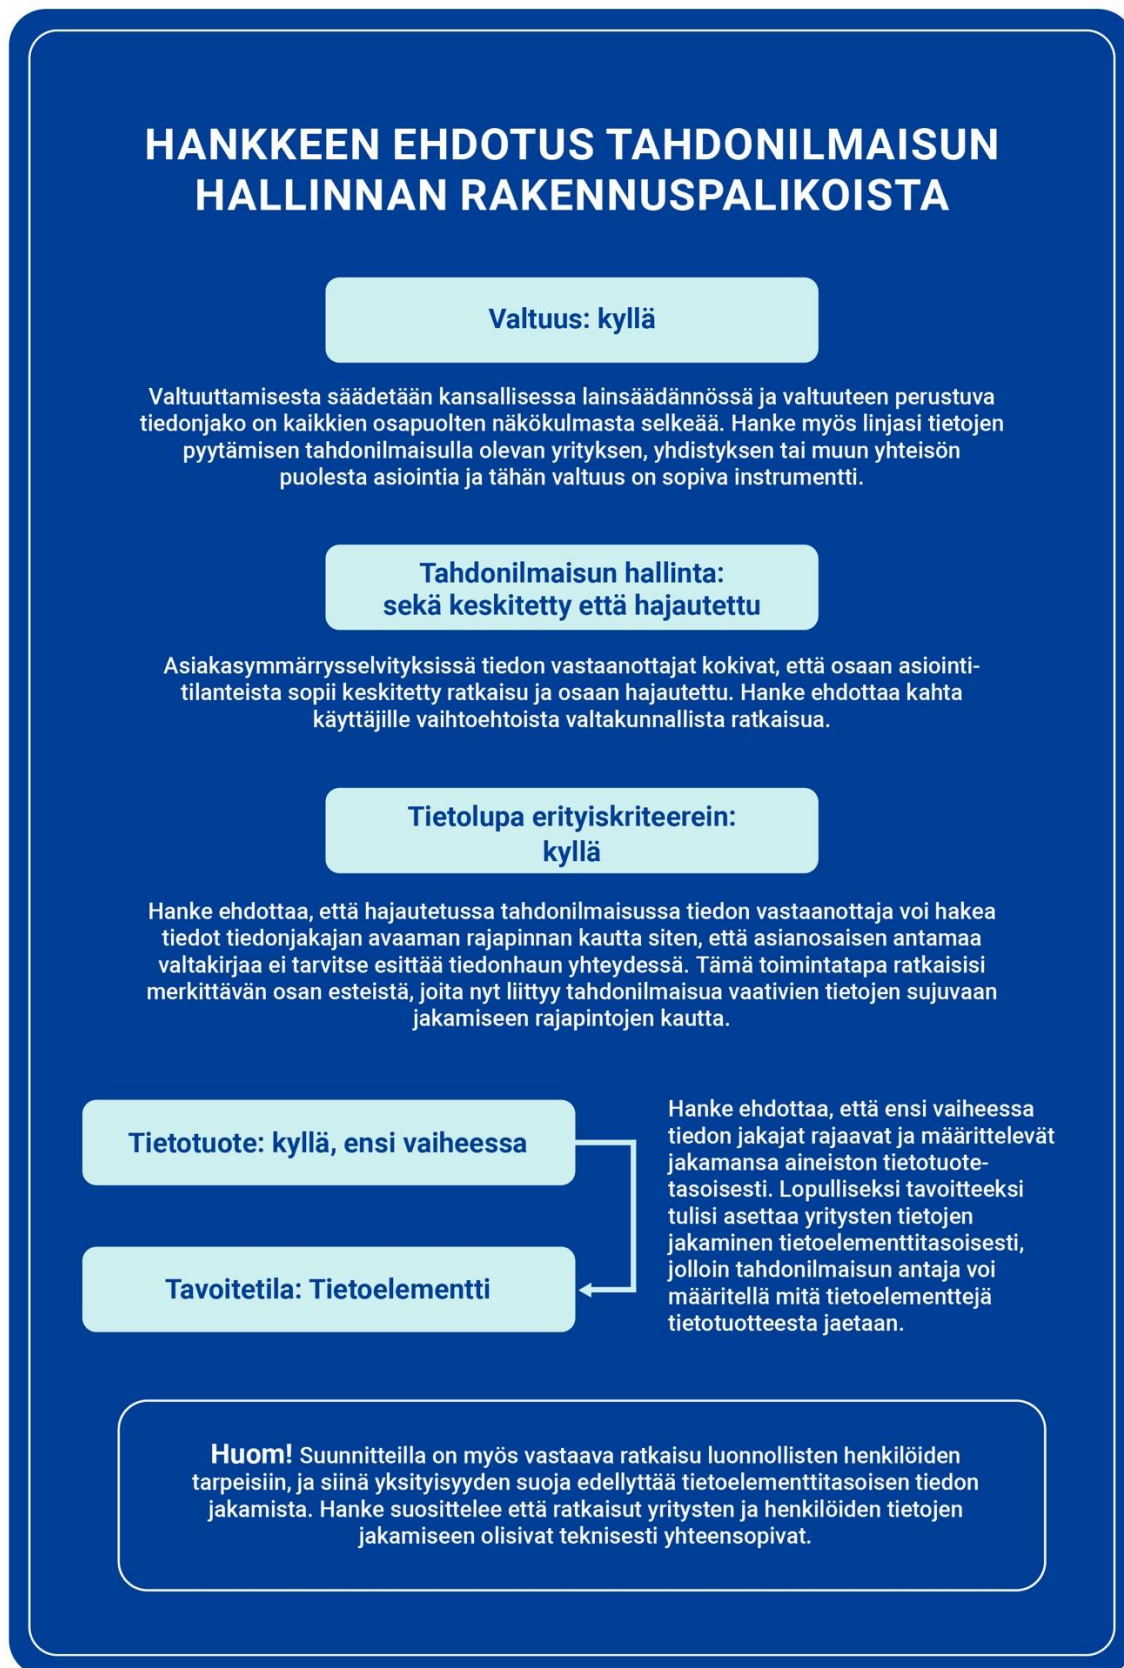 HANKKEEN EHDOTUS TAHDONILMAISUN
HALLINNAN RAKENNUSPALIKOISTA
Valtuus: kyllä
Valtuuttamisesta säädetään kansallisessa lainsäädännössä ja valtuuteen perustuva
tiedonjako on kaikkien osapuolten näkökulmasta selkeää. Hanke myös linjasi tietojen
pyytämisen tahdonilmaisulla olevan yrityksen, yhdistyksen tai muun yhteisön
puolesta asiointia ja tähän valtuus on sopiva instrumentti.
Tahdonilmaisun hallinta:
sekä keskitetty että hajautettu
Asiakasymmärrysselvityksissä tiedon vastaanottajat kokivat, että osaan asiointi-
tilanteista sopii keskitetty ratkaisu ja osaan hajautettu. Hanke ehdottaa kahta
käyttäjille vaihtoehtoista valtakunnallista ratkaisua.
Tietolupa erityiskriteerein:
kyllä
Hanke ehdottaa, että hajautetussa tahdonilmaisussa tiedon vastaanottaja voi hakea
tiedot tiedonjakajan avaaman rajapinnan kautta siten, että asianosaisen antamaa
valtakirjaa ei tarvitse esittää tiedonhaun yhteydessä. Tämä toimintatapa ratkaisisi
merkittävän osan esteistä, joita nyt liittyy tahdonilmaisua vaativien tietojen sujuvaan
jakamiseen rajapintojen kautta.
Tietotuote: kyllä, ensi vaiheessa
Tavoitetila: Tietoelementti
Hanke ehdottaa, että ensi vaiheessa
tiedon jakajat rajaavat ja määrittelevät
jakamansa aineiston tietotuote-
tasoisesti. Lopulliseksi tavoitteeksi
tulisi asettaa yritysten tietojen
jakaminen tietoelementtitasoisesti,
jolloin tahdonilmaisun antaja voi
määritellä mitä tietoelementtejä
tietotuotteesta jaetaan.
Huom! Suunnitteilla on myös vastaava ratkaisu luonnollisten henkilöiden
tarpeisiin, ja siinä yksityisyyden suoja edellyttää tietoelementtitasoisen tiedon
jakamista. Hanke suosittelee että ratkaisut yritysten ja henkilöiden tietojen
jakamiseen olisivat teknisesti yhteensopivat.